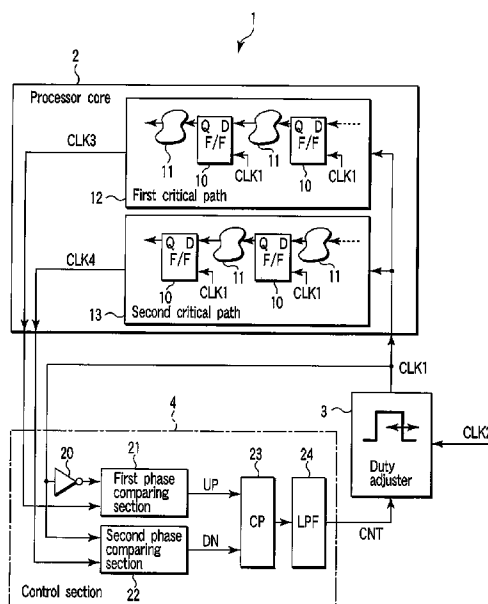 1
2
Processor core
CLK3
Q D
F/F
Q D
F/F
11
10
CLK1
11
10
CLK1
12
First critical path
CLK4
Q D
F/F
Q D
F/F
10
CLK1
11
10
CLK1
11
13
Second critical path
CLK1
4
3
CLK2
Duty
adjuster
20
21
First phase
comparing
section
UP
23
CP
24
LPF
CNT
Second phase
comparing
section
DN
22
Control section